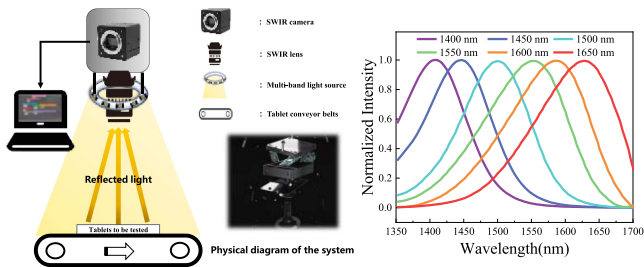 : SWIR camera
: SWIR lens
: Multi-band light source
: Tablet conveyor belts
Reflected light
Tablets to be tested
Physical diagram of the system
1400 nm 1450 nm 1500 nm
1550 nm 1600 nm 1650 nm
Normalized Intensity
1.0
0.8
0.6
0.4
0.2
0.0
1350 1400 1450 1500 1550 1600 1650 1700
Wavelength(nm)